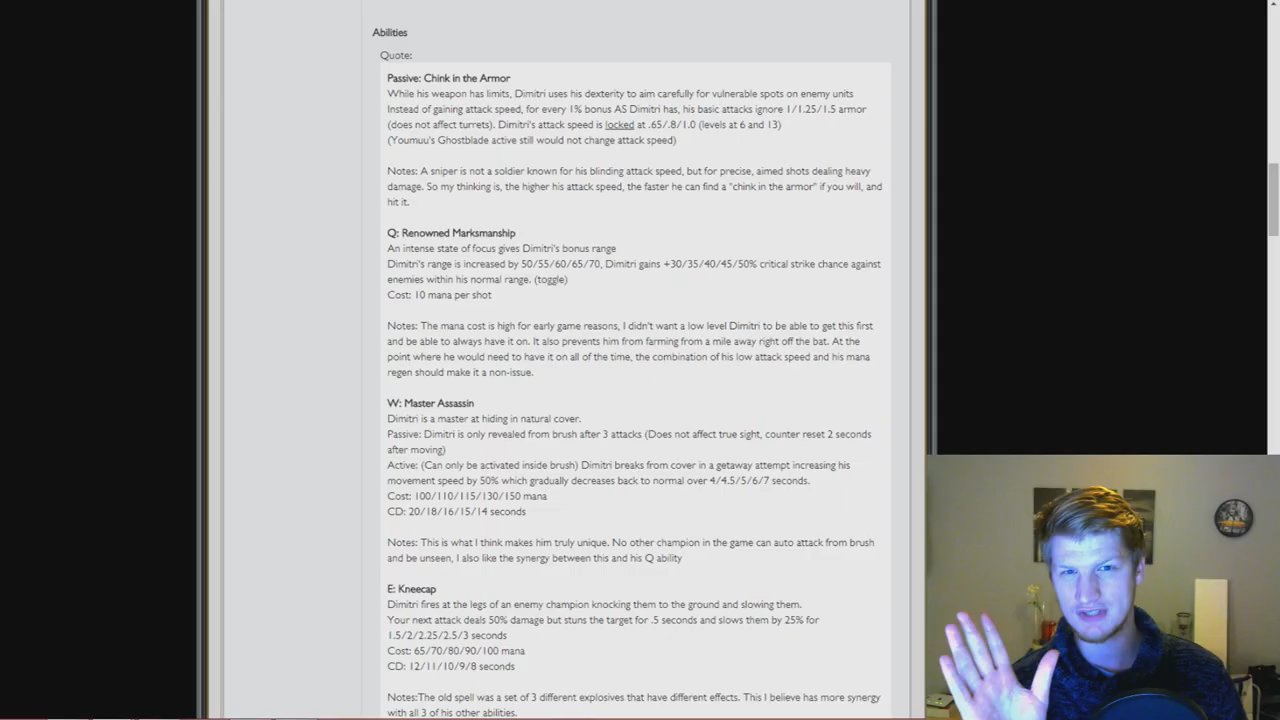 Abilities
Quote:
Passive: Chink in the Armor
While his weapon has limits, Dimitri uses his dexterity to aim carefully for vulnerable spots on enemy units
Instead of gaining attack speed, for every 1% bonus AS Dimitri has, his basic attacks ignore 1/1.25/1.5 armor
(does not affect turrets). Dimitri's attack speed is locked at .65/.8/1.0 (levels at 6 and 13)
(Youmuu's Ghostblade active still would not change attack speed)
Notes: A sniper is not a soldier known for his blinding attack speed, but for precise, aimed shots dealing heavy
damage. So my thinking is, the higher his attack speed, the faster he can find a "chink in the armor" if you will, and
hit it.
Q: Renowned Marksmanship
An intense state of focus gives Dimitri's bonus range
Dimitri's range is increased by 50/55/60/65/70, Dimitri gains +30/35/40/45/50% critical strike chance against
enemies within his normal range. (toggle)
Cost: 10 mana per shot
Notes: The mana cost is high for early game reasons, I didn't want a low level Dimitri to be able to get this first
and be able to always have it on. It also prevents him from farming from a mile away right off the bat. At the
point where he would need to have it on all of the time, the combination of his low attack speed and his mana
regen should make it a non-issue.
W: Master Assassin
Dimitri is a master at hiding in natural cover.
Passive: Dimitri is only revealed from brush after 3 attacks (Does not affect true sight, counter reset 2 seconds
after moving)
Active: (Can only be activated inside brush) Dimitri breaks from cover in a getaway attempt increasing his
movement speed by 50% which gradually decreases back to normal over 4/4.5/5/6/7 seconds.
Cost: 100/110/115/130/150 mana
CD: 20/18/16/15/14 seconds
Notes: This is what I think makes him truly unique. No other champion in the game can auto attack from brush
and be unseen, I also like the synergy between this and his Q ability
E: Kneecap
Dimitri fires at the legs of an enemy champion knocking them to the ground and slowing them.
Your next attack deals 50% damage but stuns the target for .5 seconds and slows them by 25% for
1.5/2/2.25/2.5/3 seconds
Cost: 65/70/80/90/100 mana
CD: 12/11/10/9/8 seconds
Notes:The old spell was a set of 3 different explosives that have different effects. This I believe has more synergy
with all 3 of his other abilities.